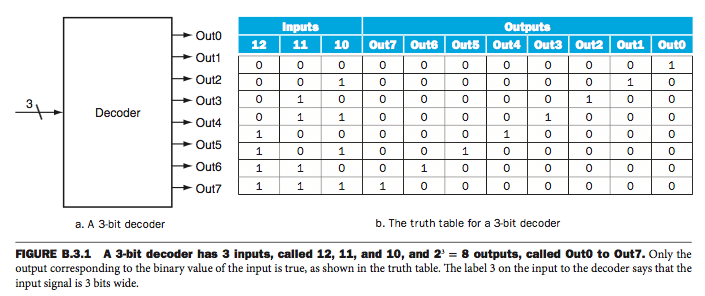 Out0
Out1
Out2
3
Out3
Decoder
Out4
Out5
Out6
Out7
a. A 3-bit decoder
Inputs Outputs
12 11 10 Out7 Out6 Out5 Out4 Out3 Out2 Out1 Out0
0 0 0 0 0 0 0 0 0 0 1
0 0 1 0 0 0 0 0 0 1 0
0 1 0 0 0 0 0 0 1 0 0
0 1 1 0 0 0 0 1 0 0 0
1 0 0 0 0 0 1 0 0 0 0
1 0 1 0 0 1 0 0 0 0 0
1 1 0 0 1 0 0 0 0 0 0
1 1 1 1 0 0 0 0 0 0 0
b. The truth table for a 3-bit decoder
FIGURE B.3.1 A 3-bit decoder has 3 inputs, called 12, 11, and 10, and 2³ = 8 outputs, called Out0 to Out7. Only the
output corresponding to the binary value of the input is true, as shown in the truth table. The label 3 on the input to the decoder says that the
input signal is 3 bits wide.